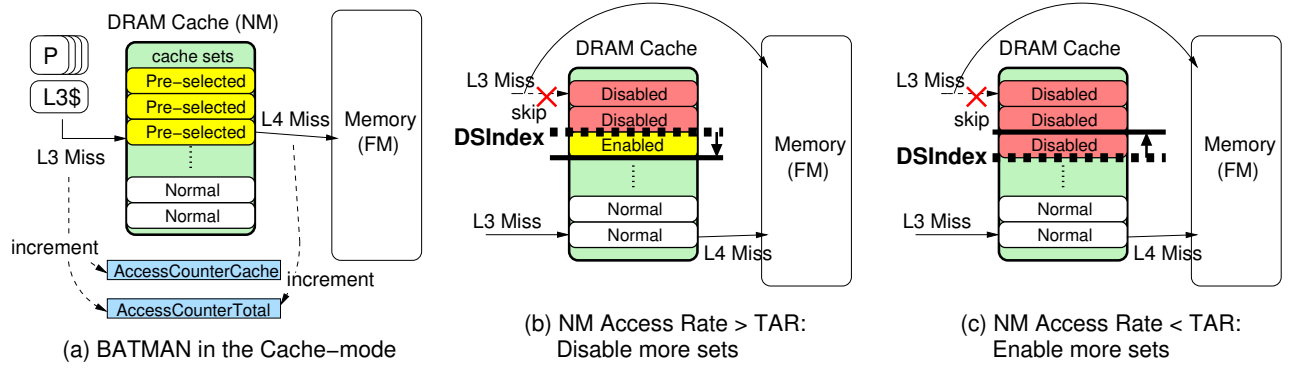 DRAM Cache (NM)
P
L3$
cache sets
Pre−selected
Pre−selected
Pre−selected
Normal
Normal
L3 Miss
L4 Miss
Memory
(FM)
increment
increment
AccessCounterCache
AccessCounterTotal
(a) BATMAN in the Cache−mode
DRAM Cache
L3 Miss
skip
Disabled
Disabled
DSIndex
Enabled
Normal
Normal
L3 Miss
L4 Miss
Memory
(FM)
(b) NM Access Rate > TAR:
Disable more sets
DRAM Cache
L3 Miss
skip
Disabled
Disabled
DSIndex
Disabled
Normal
Normal
L3 Miss
L4 Miss
Memory
(FM)
(c) NM Access Rate < TAR:
Enable more sets